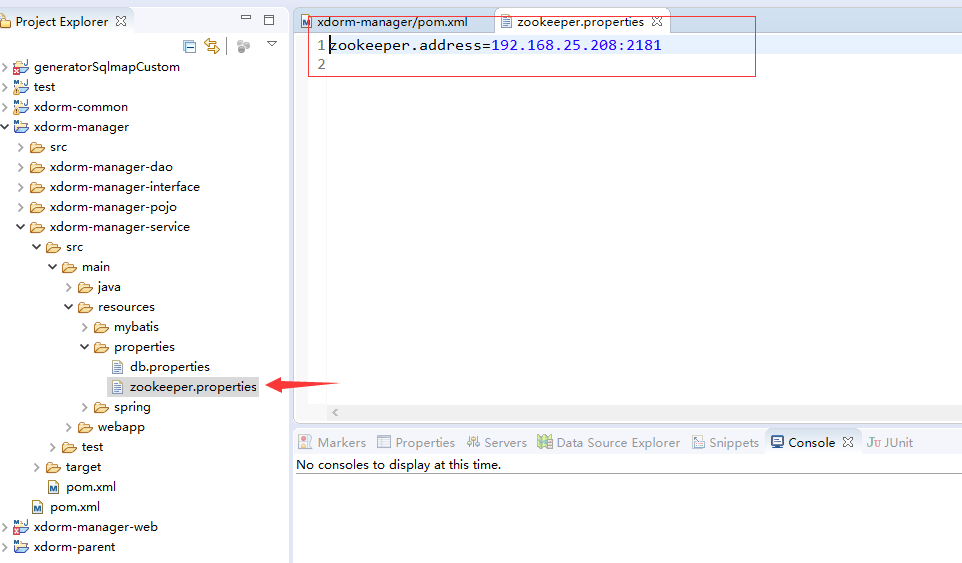 Project Explorer
generatorSqlmapCustom
test
xdorm-common
xdorm-manager
src
xdorm-manager-dao
xdorm-manager-interface
xdorm-manager-pojo
xdorm-manager-service
src
main
java
resources
mybatis
properties
db.properties
zookeeper.properties
spring
webapp
test
target
pom.xml
pom.xml
xdorm-manager-web
xdorm-parent
xdorm-manager/pom.xml zookeeper.properties
1 zookeeper.address=192.168.25.208:2181
2
Markers Properties Servers Data Source Explorer Snippets Console JUnit
No consoles to display at this time.